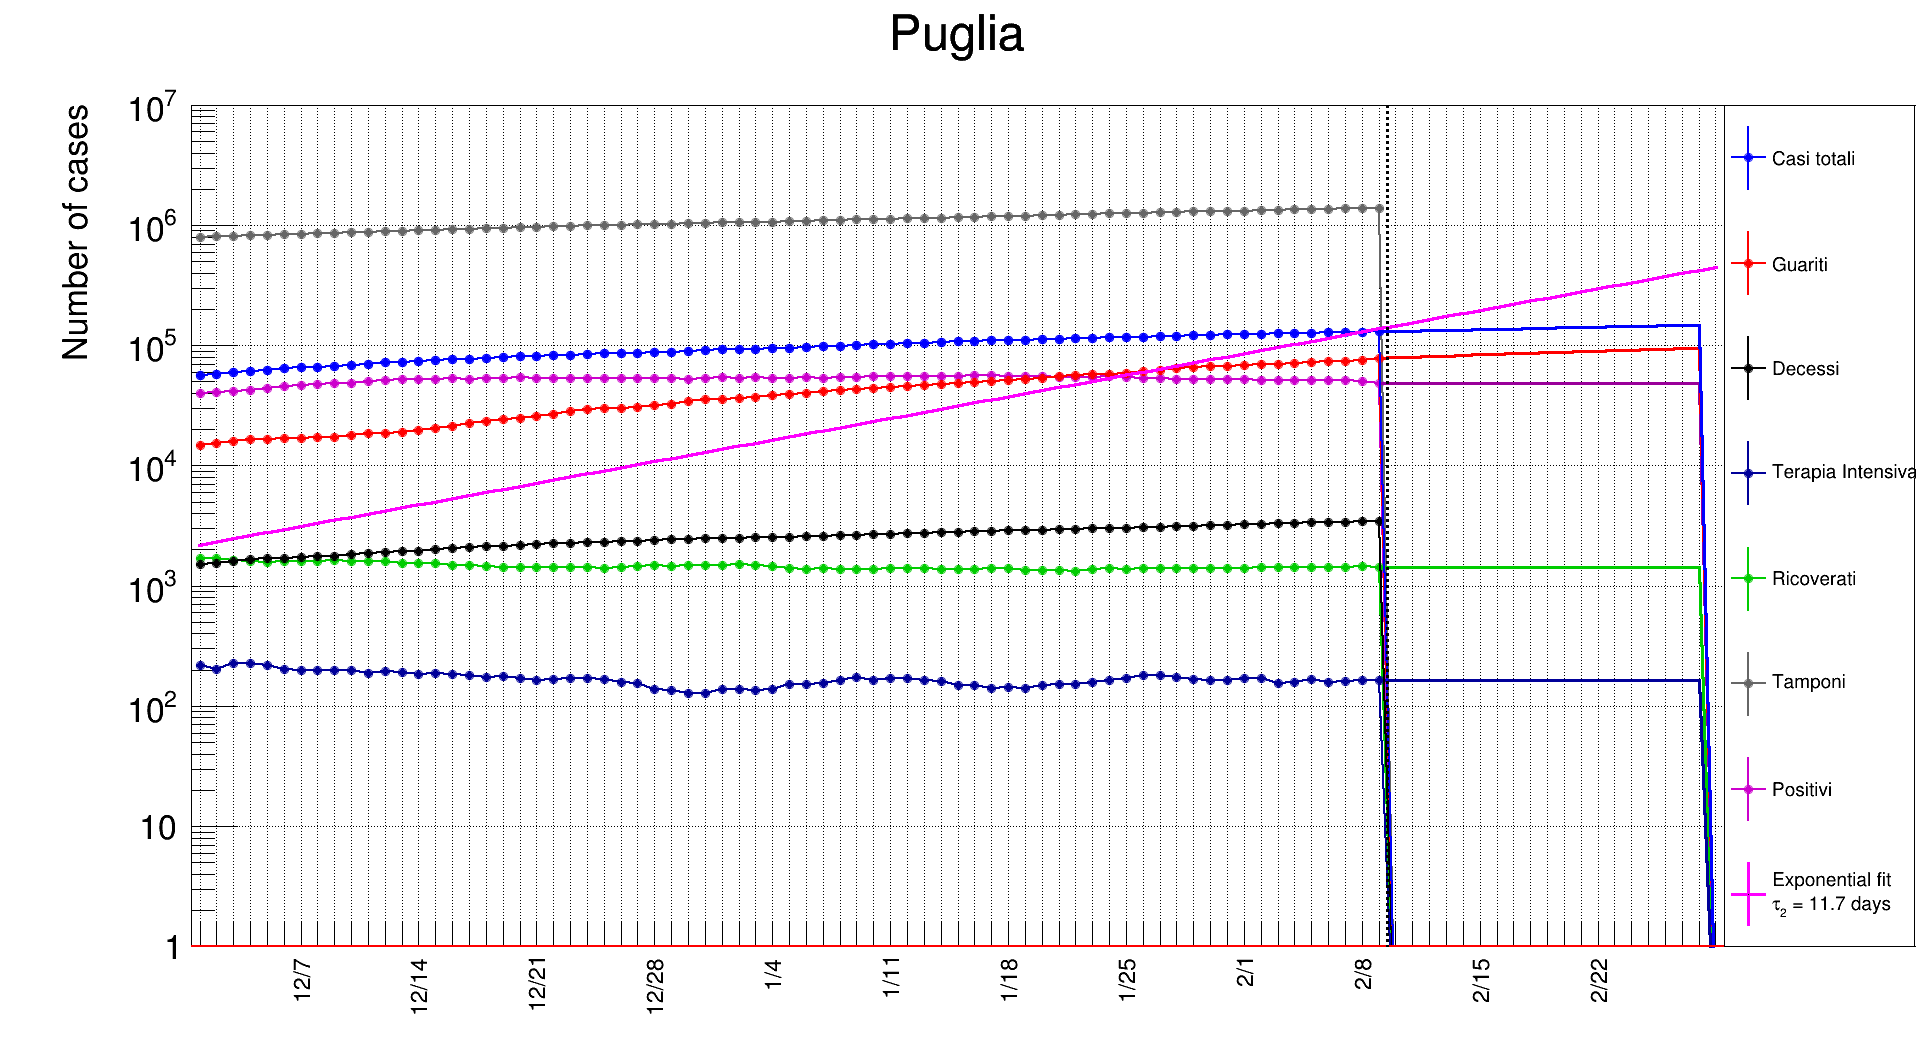 Puglia
Number of cases
10^7
10^6
10^5
10^4
10^3
10^2
10
1
12/7
12/14
12/21
12/28
1/4
1/11
1/18
1/25
2/1
2/8
2/15
2/22
Casi totali
Guariti
Decessi
Terapia Intensiva
Ricoverati
Tamponi
Positivi
Exponential fit
τ₂ = 11.7 days